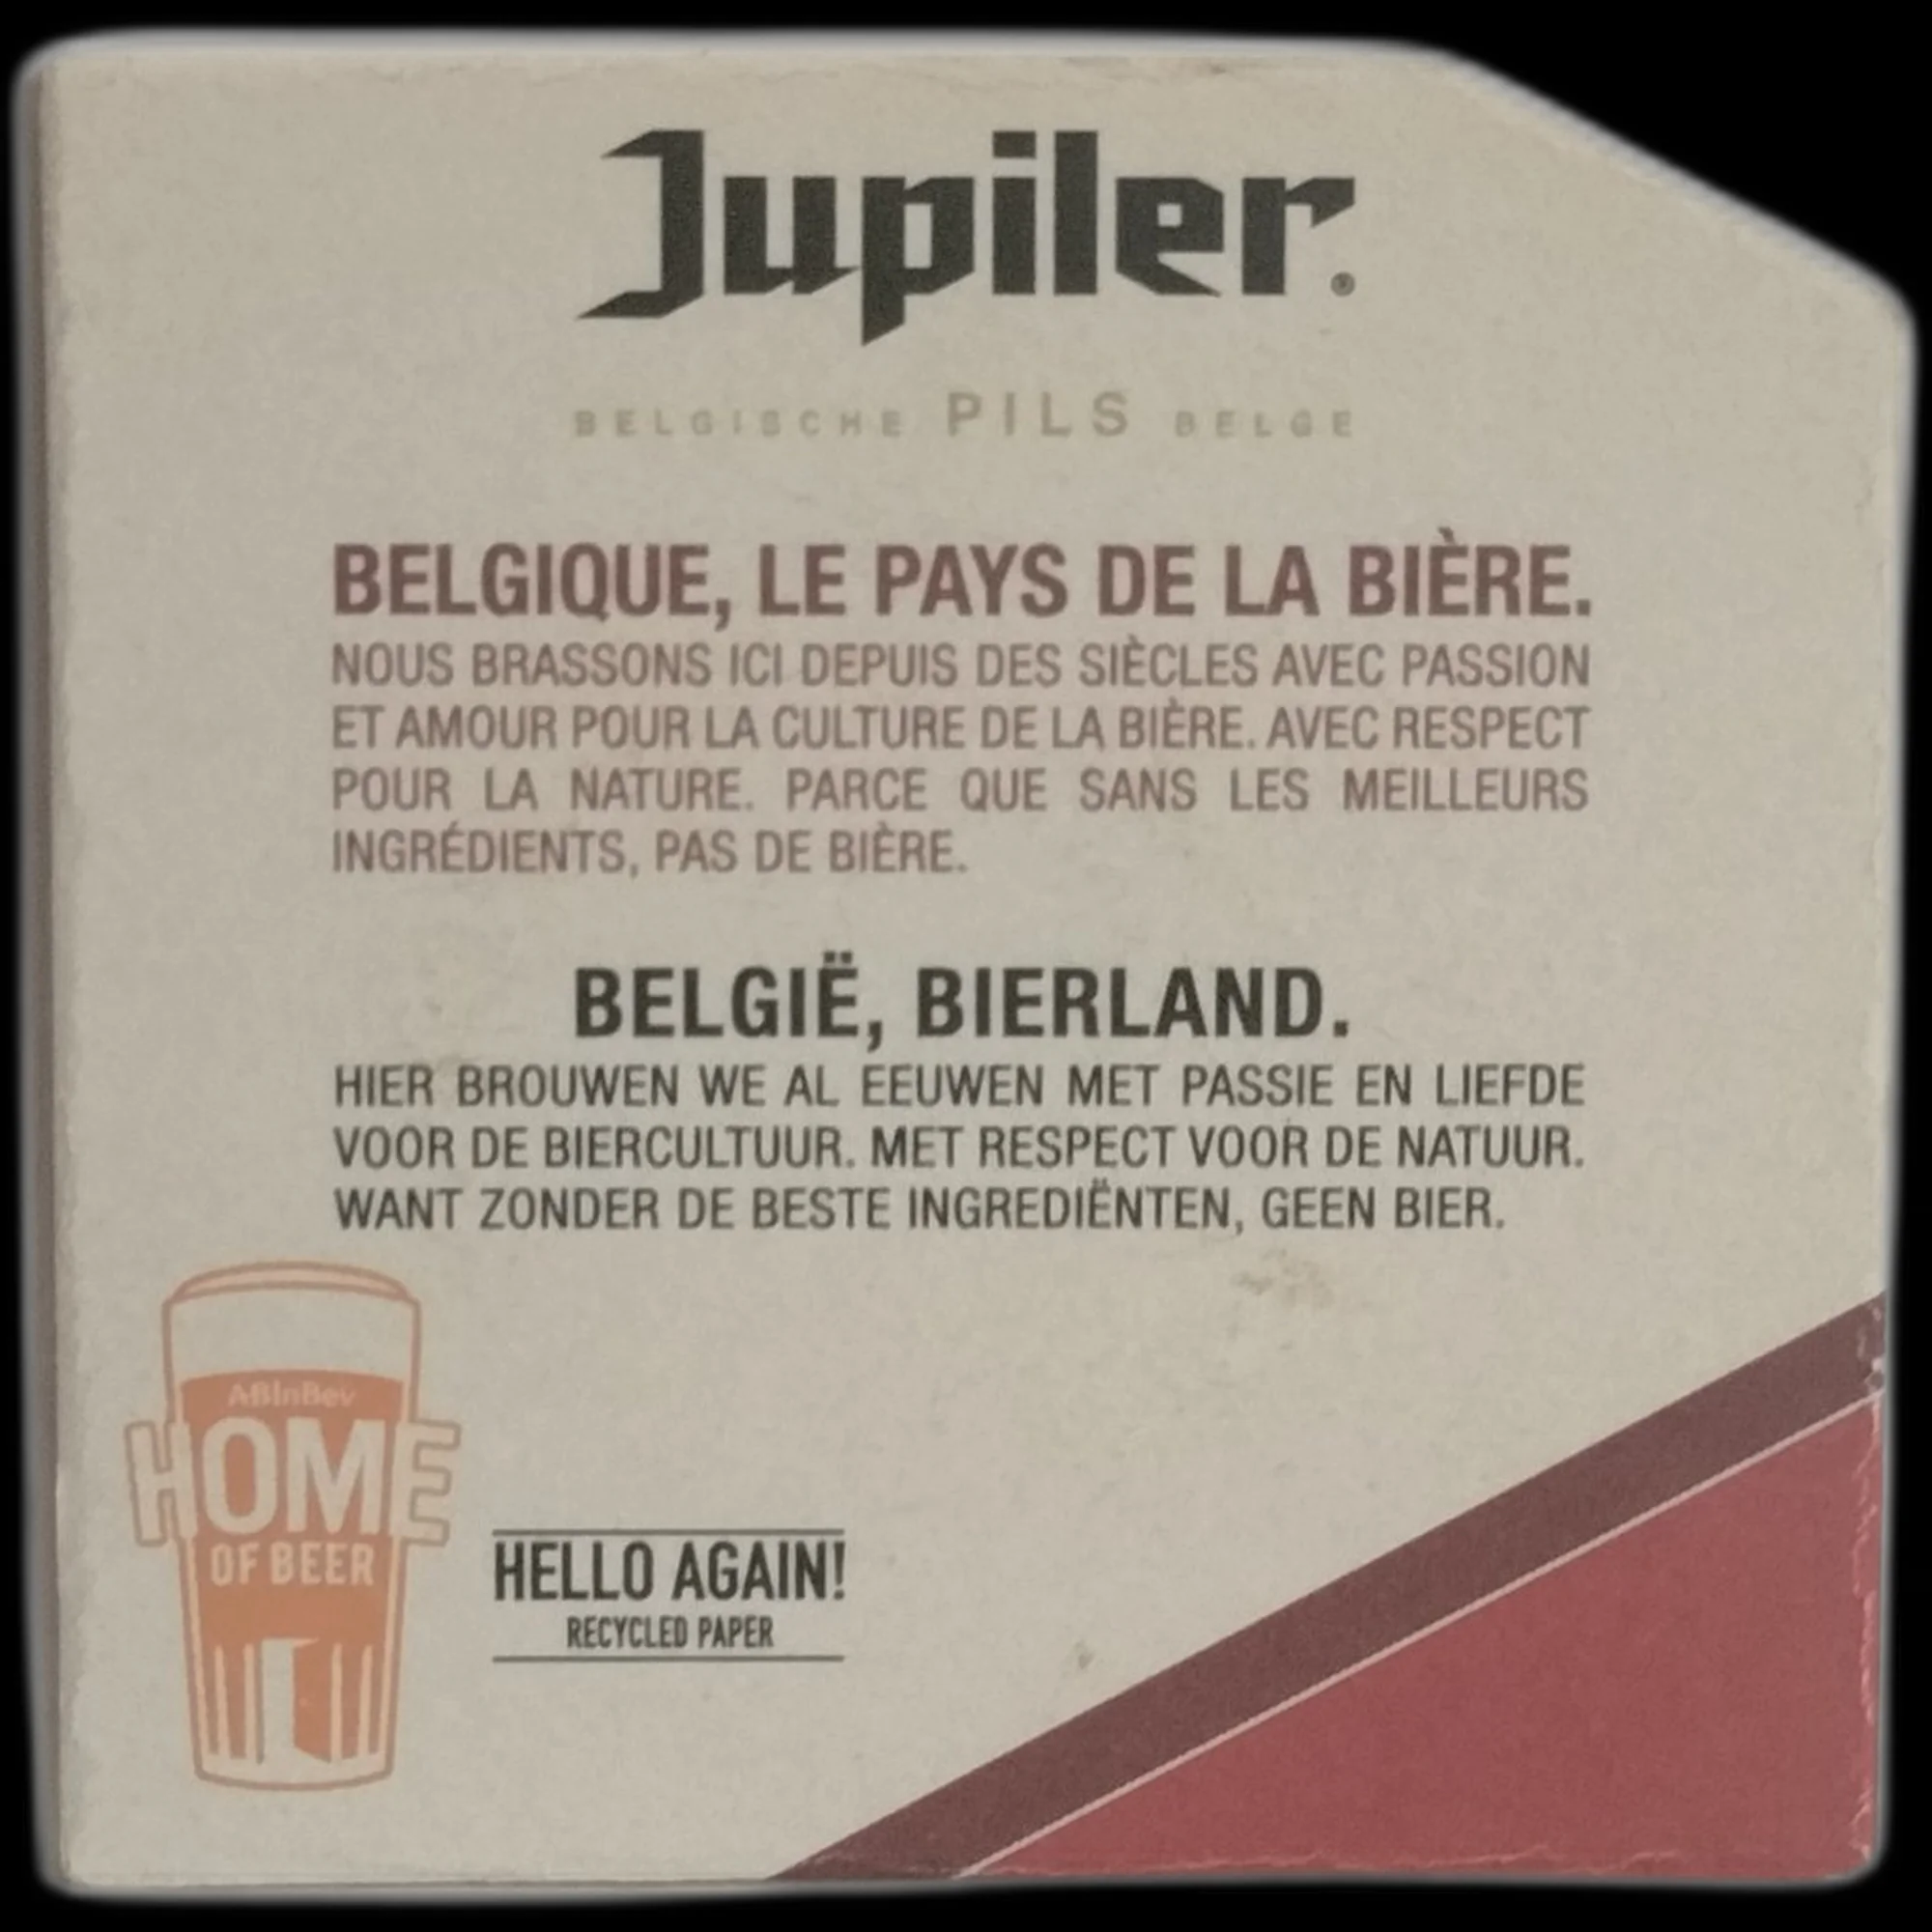 Jupiler®
BELGISCHE PILS BELGE
BELGIQUE, LE PAYS DE LA BIÈRE.
NOUS BRASSONS ICI DEPUIS DES SIÈCLES AVEC PASSION
ET AMOUR POUR LA CULTURE DE LA BIÈRE. AVEC RESPECT
POUR LA NATURE. PARCE QUE SANS LES MEILLEURS
INGRÉDIENTS, PAS DE BIÈRE.
BELGIË, BIERLAND.
HIER BROUWEN WE AL EEUWEN MET PASSIE EN LIEFDE
VOOR DE BIERCULTUUR. MET RESPECT VOOR DE NATUUR.
WANT ZONDER DE BESTE INGREDIËNTEN, GEEN BIER.
ABInBev
HOME
OF BEER
HELLO AGAIN!
RECYCLED PAPER